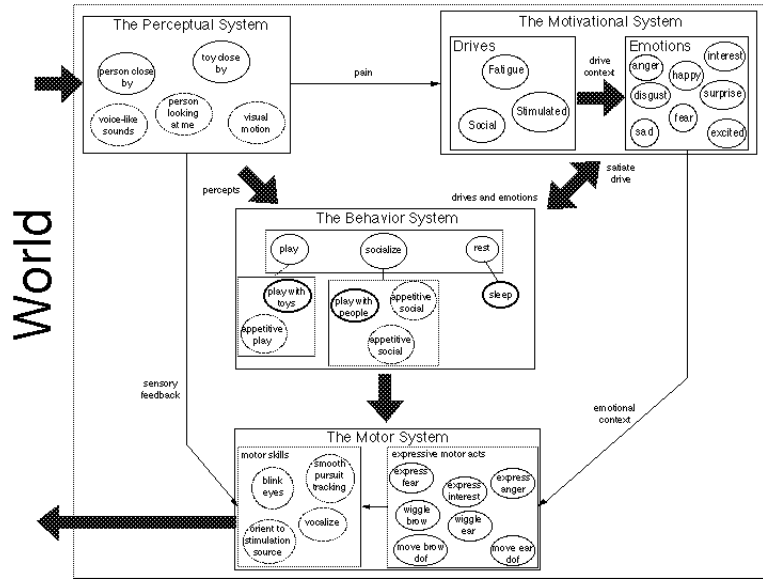 The Perceptual System
person close
by
toy close
by
voice-like
sounds
person
looking
at me
visual
motion
pain
The Motivational System
Drives
Fatigue
Stimulated
Social
drive
context
Emotions
anger
interest
happy
disgust
surprise
fear
sad
excited
percepts
drives and emotions
satiate
drive
World
The Behavior System
play
socialize
rest
play with
toys
appetitive
play
play with
people
appetitive
social
appetitive
social
sleep
sensory
feedback
emotional
context
The Motor System
motor skills
blink
eyes
smooth
pursuit
tracking
orient to
stimulation
source
vocalize
expressive motor acts
express
fear
express
interest
express
anger
wiggle
brow
wiggle
ear
move brow
dof
move ear
dof